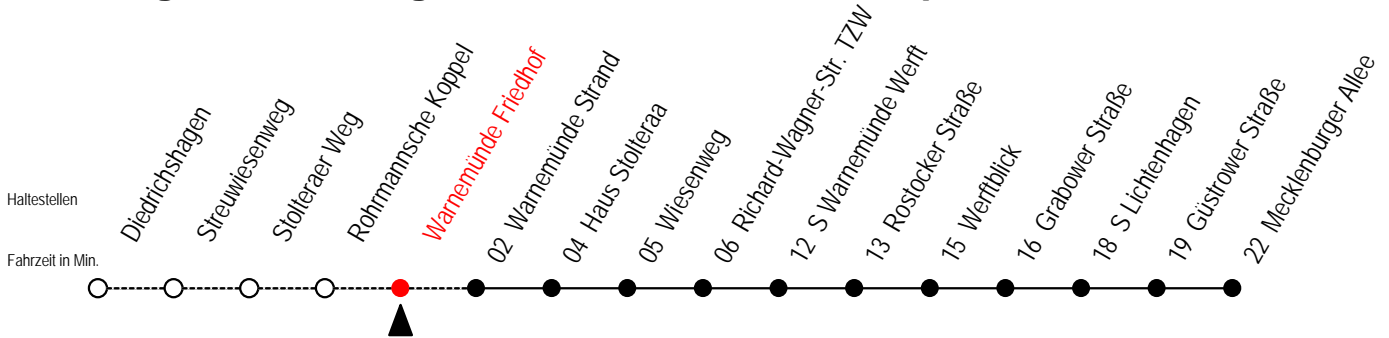 Haltestellen
Fahrzeit in Min.
Diedrichshagen
Streuwiesenweg
Stolteraer Weg
Rohrmannsche Koppel
Warnemünde Friedhof
02 Warnemünde Strand
04 Haus Stolteraa
05 Wiesenweg
06 Richard-Wagner-Str. TZW
12 S Warnemünde Werft
13 Rostocker Straße
15 Werftblick
16 Grabower Straße
18 S Lichtenhagen
19 Güstrower Straße
22 Mecklenburger Allee